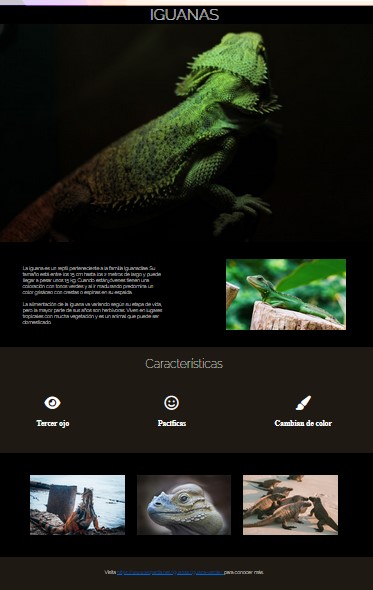 IGUANAS
La iguana es un reptil perteneciente a la familia Iguanidae. Su
tamaño está entre los 15 cm hasta los 2 metros de largo y puede
llegar a pesar unos 15 kg. Cuando están jóvenes tienen una
coloración con tonos verdes y al ir madurando predomina un
color grisáceo con crestas o espinas en su espalda.
La alimentación de la iguana va variando según su etapa de vida,
pero la mayor parte de sus años son herbívoras. Viven en lugares
tropicales con mucha vegetación y es un animal que puede ser
domesticado.
Características
Tercer ojo
Pacíficas
Cambian de color
Visita para conocer más.